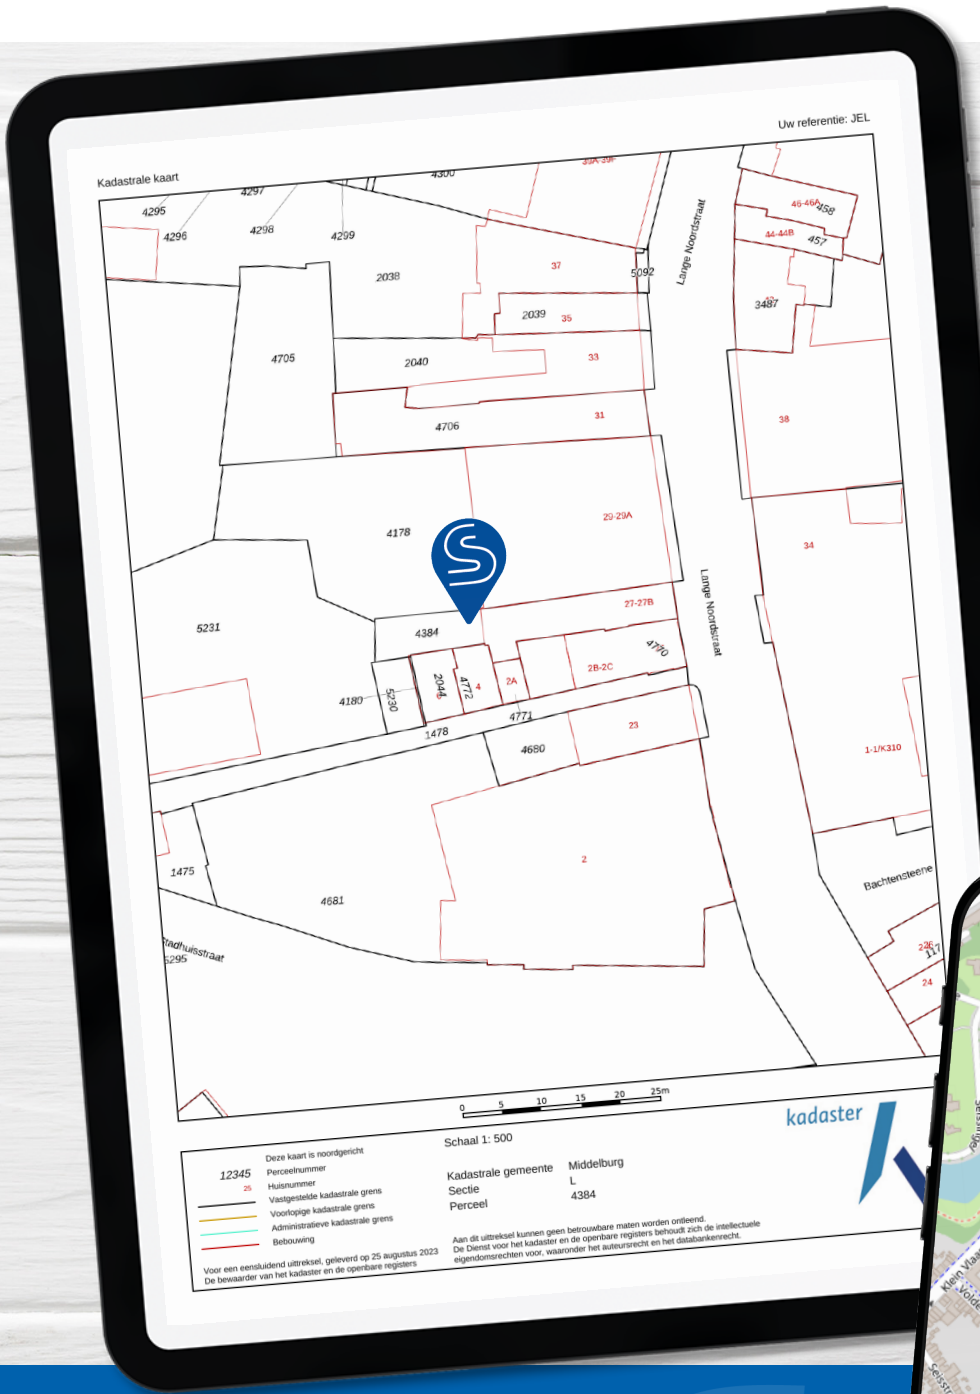 Uw referentie: JEL
Kadastrale kaart
39A-39F
4300
4297
4295
4296
4298
4299
46-46A
458
44-44B
457
Lange Noordstraat
2038
37
5092
3487
2039
35
4705
2040
33
4706
31
38
4178
29-29A
34
Lange Noordstraat
27-27B
5231
4384
2B-2C
2044
4772
4
2A
4180
5230
4771
1478
4680
23
1-1/K310
2
1475
4681
Bachtensteene
Stadhuisstraat
5295
117
24
0 5 10 15 20 25m
Schaal 1: 500
kadaster
Deze kaart is noordgericht
12345 Perceelnummer
25 Huisnummer
Vastgestelde kadastrale grens
Voorlopige kadastrale grens
Administratieve kadastrale grens
Bebouwing
Kadastrale gemeente Middelburg
Sectie L
Perceel 4384
Voor een eensluidend uittreksel, geleverd op 25 augustus 2023
De bewaarder van het kadaster en de openbare registers
Aan dit uittreksel kunnen geen betrouwbare maten worden ontleend.
De Dienst voor het kadaster en de openbare registers behoudt zich de intellectuele
eigendomsrechten voor, waaronder het auteursrecht en het databankenrecht.
Klein Vlaa